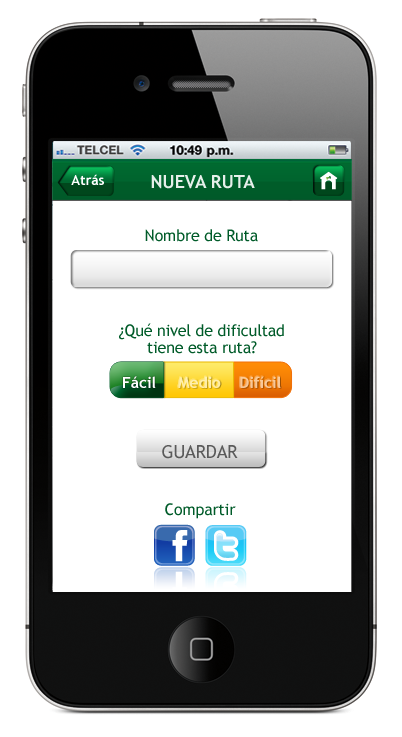 TELCEL 10:49 p.m.
Atrás NUEVA RUTA
Nombre de Ruta
¿Qué nivel de dificultad
tiene esta ruta?
Fácil Medio Difícil
GUARDAR
Compartir